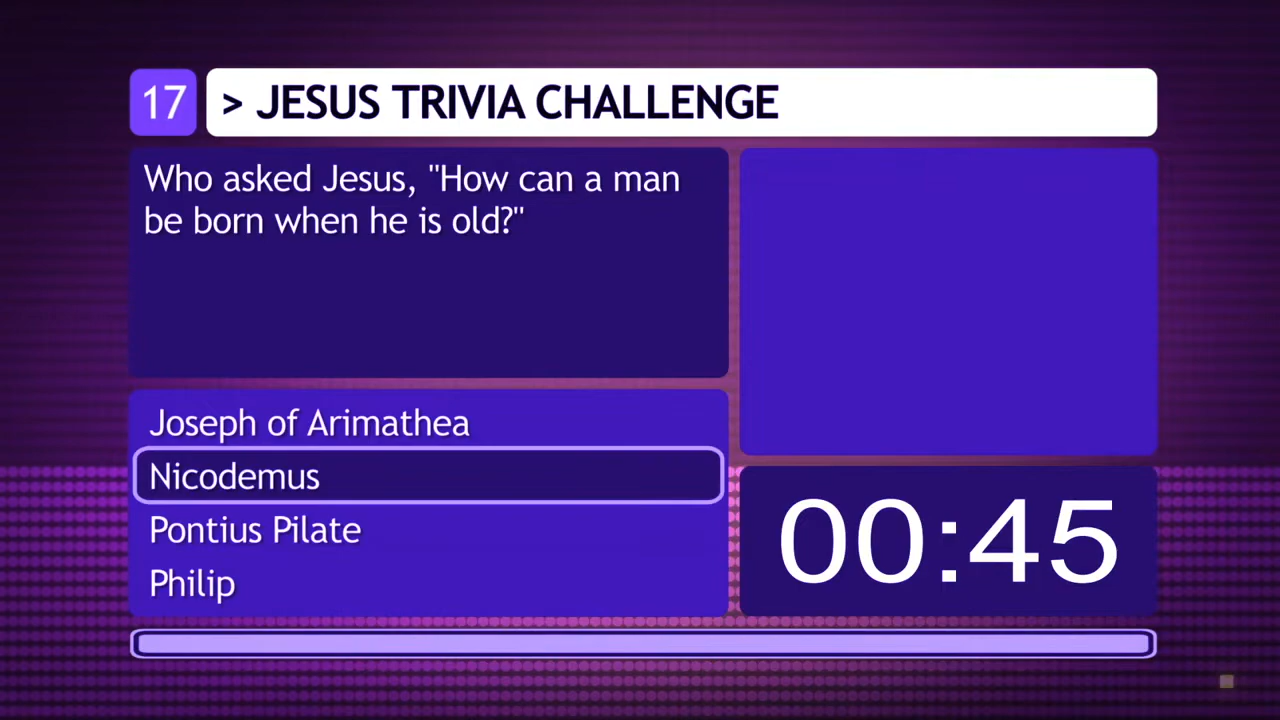 17
> JESUS TRIVIA CHALLENGE
Who asked Jesus, "How can a man
be born when he is old?"
Joseph of Arimathea
Nicodemus
Pontius Pilate
Philip
00:45